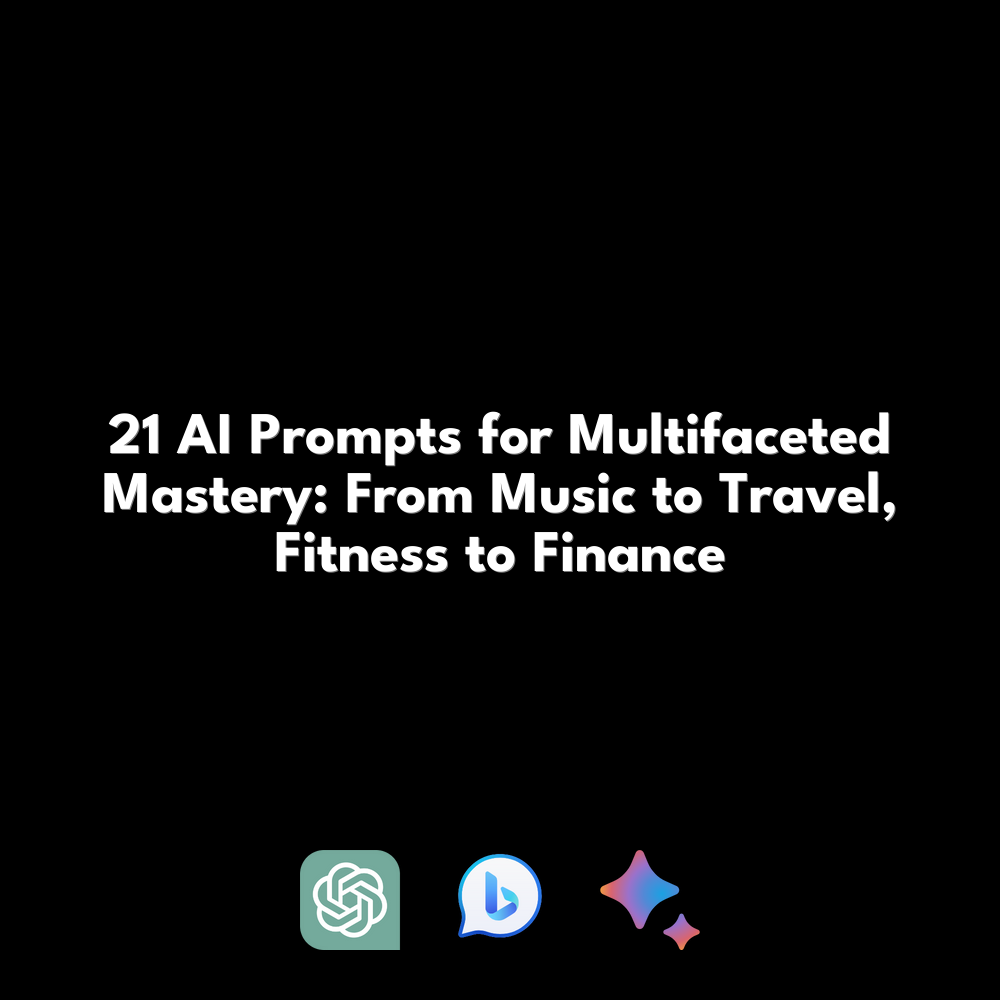 21 AI Prompts for Multifaceted
Mastery: From Music to Travel,
Fitness to Finance